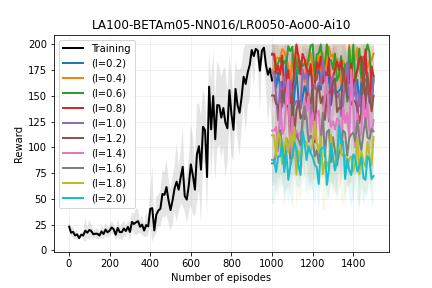 LA100-BETAm05-NN016/LR0050-Ao00-Ai10
Reward
200
175
150
125
100
75
50
25
0
Training
(l=0.2)
(l=0.4)
(l=0.6)
(l=0.8)
(l=1.0)
(l=1.2)
(l=1.4)
(l=1.6)
(l=1.8)
(l=2.0)
0 200 400 600 800 1000 1200 1400
Number of episodes